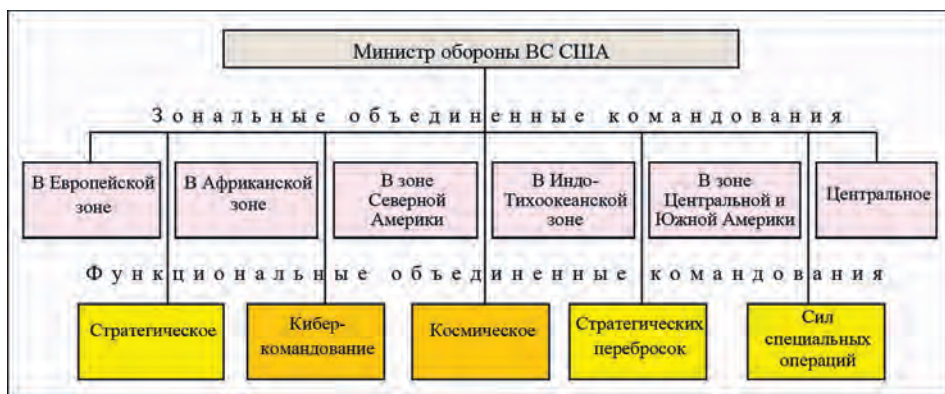 Министр обороны ВС США
Зональные объединенные командования
В Европейской
зоне
В Африканской
зоне
В зоне
Северной
Америки
В Индо-
Тихоокеанской
зоне
В зоне
Центральной и
Южной Америки
Центральное
Функциональные объединенные командования
Стратегическое
Кибер-
командование
Космическое
Стратегических
перебросок
Сил
специальных
операций